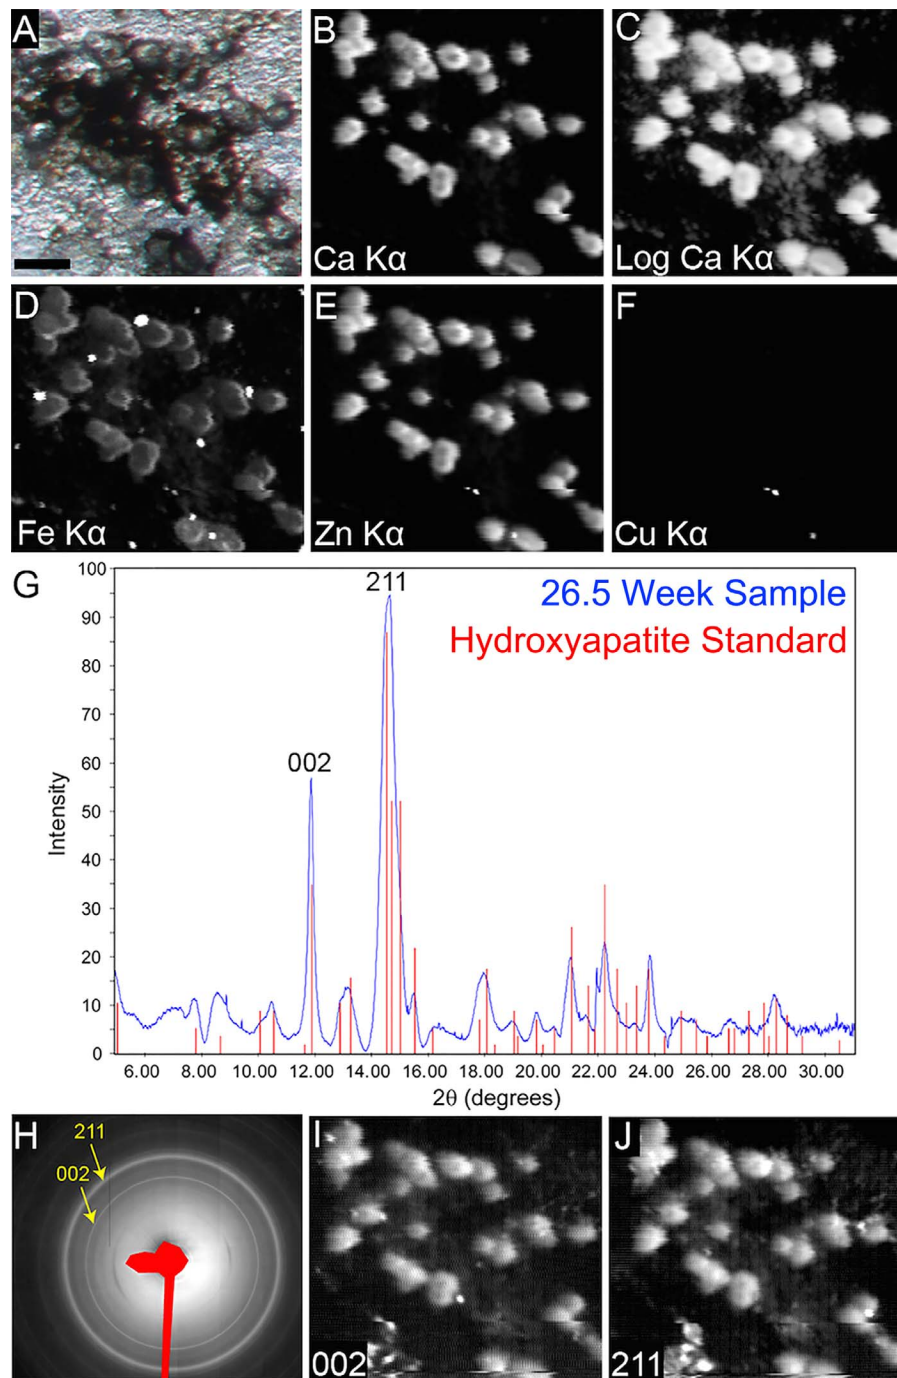 A
B
C
Ca Kα
Log Ca Kα
D
E
F
Fe Kα
Zn Kα
Cu Kα
G
26.5 Week Sample
Hydroxyapatite Standard
211
002
100
90
80
70
60
50
40
30
20
10
0
Intensity
6.00 8.00 10.00 12.00 14.00 16.00 18.00 20.00 22.00 24.00 26.00 28.00 30.00
2θ (degrees)
H
211
002
I
002
J
211